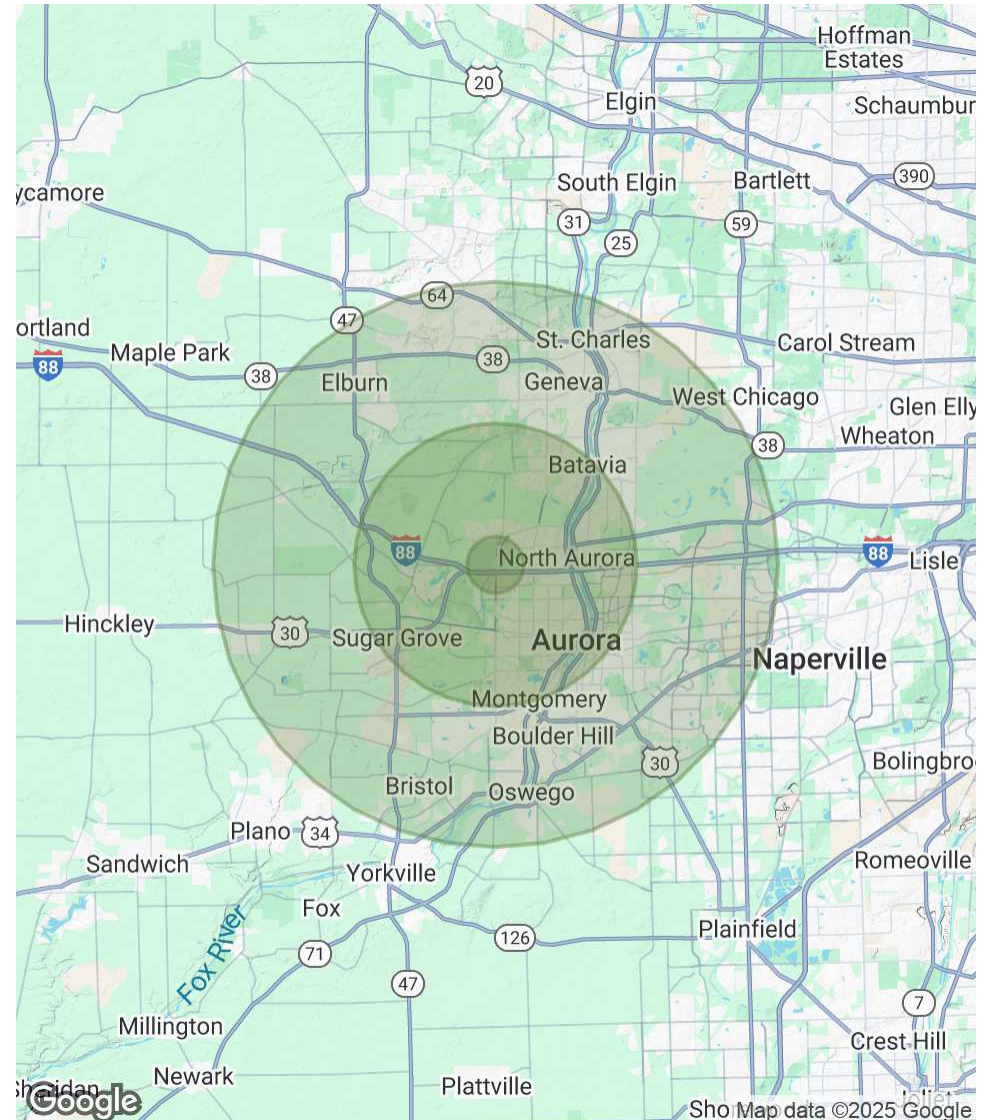 Hoffman
Estates
20
Elgin
Schaumbur
ycamore
South Elgin
Bartlett
390
31
59
25
64
47
ortland
St. Charles
Carol Stream
88
Maple Park
38
38
Elburn
Geneva
West Chicago
Glen Elly
Wheaton
38
Batavia
88
North Aurora
88
Lisle
Hinckley
30
Sugar Grove
Aurora
Naperville
Montgomery
Boulder Hill
30
Bolingbro
Bristol
Oswego
Plano
34
Sandwich
Yorkville
Romeoville
Fox
Plainfield
126
71
Fox River
47
7
Millington
Crest Hill
Newark
Plattville
Sheridan
Google
Sho
Joliet
Map data ©2025 Google